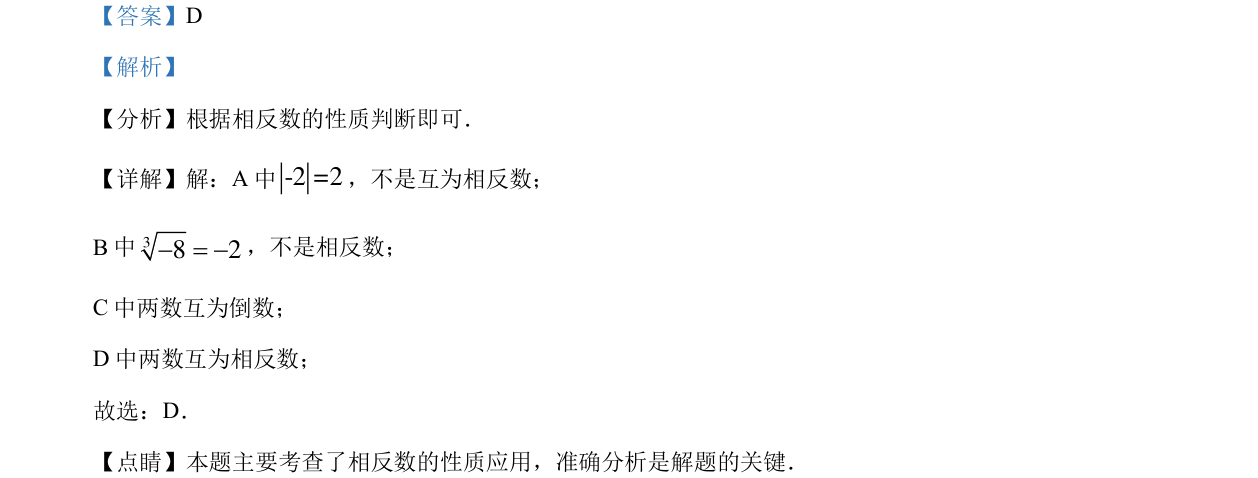 【答案】D
【解析】
【分析】根据相反数的性质判断即可．
【详解】解：A 中|-2|=2，不是互为相反数；
B 中∛−8 = −2，不是相反数；
C 中两数互为倒数；
D 中两数互为相反数；
故选：D．
【点睛】本题主要考查了相反数的性质应用，准确分析是解题的关键．